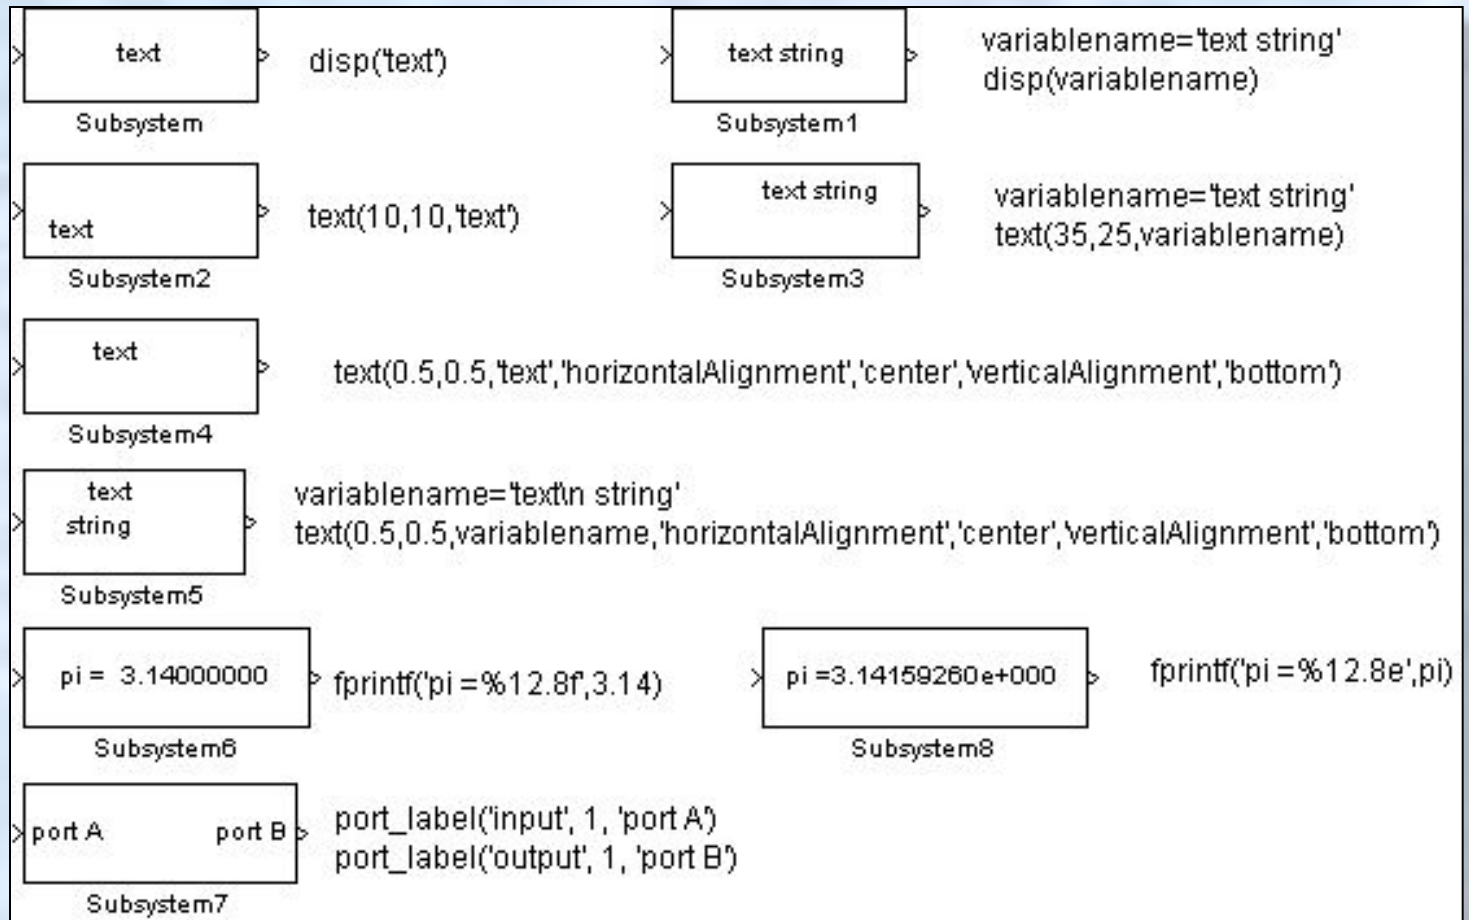 text
disp('text')
Subsystem
text string
variablename='text string'
disp(variablename)
Subsystem1
text
text(10,10,'text')
Subsystem2
text string
variablename='text string'
text(35,25,variablename)
Subsystem3
text
text(0.5,0.5,'text','horizontalAlignment','center','verticalAlignment','bottom')
Subsystem4
text
string
variablename='text\n string'
text(0.5,0.5,variablename,'horizontalAlignment','center','verticalAlignment','bottom')
Subsystem5
pi = 3.14000000
fprintf('pi =%12.8f',3.14)
Subsystem6
pi =3.14159260e+000
fprintf('pi =%12.8e',pi)
Subsystem8
port A
port B
port_label('input', 1, 'port A')
port_label('output', 1, 'port B')
Subsystem7